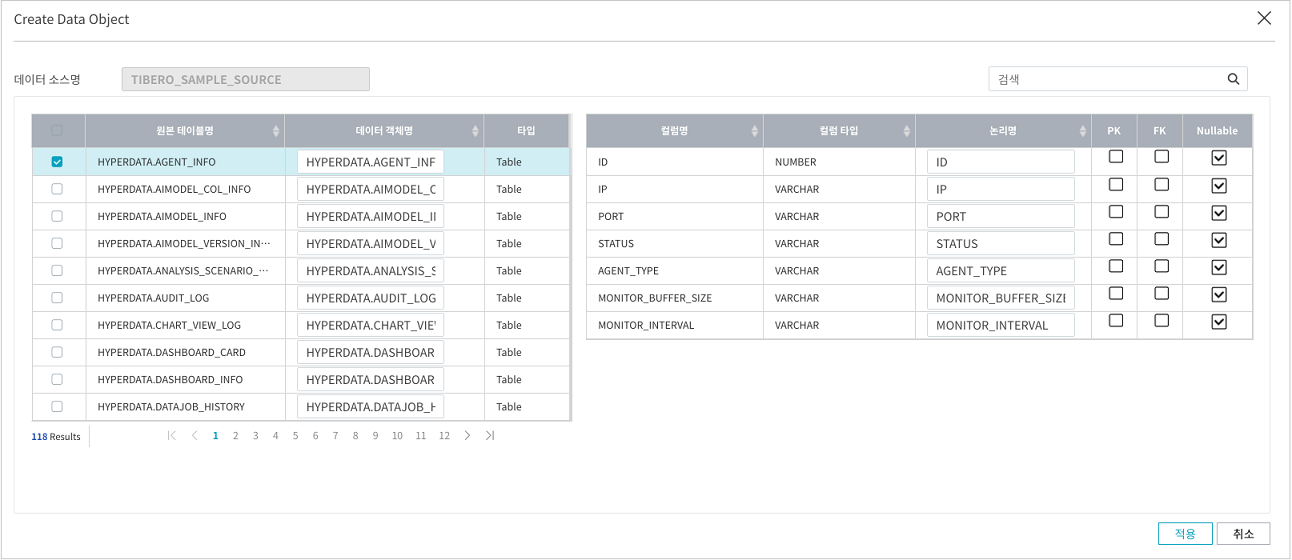 Create Data Object
데이터 소스명 TIBERO_SAMPLE_SOURCE 검색
원본 테이블명 데이터 객체명 타입
HYPERDATA.AGENT_INFO HYPERDATA.AGENT_INF Table
HYPERDATA.AIMODEL_COL_INFO HYPERDATA.AIMODEL_C Table
HYPERDATA.AIMODEL_INFO HYPERDATA.AIMODEL_II Table
HYPERDATA.AIMODEL_VERSION_IN··· HYPERDATA.AIMODEL_V Table
HYPERDATA.ANALYSIS_SCENARIO_··· HYPERDATA.ANALYSIS_S Table
HYPERDATA.AUDIT_LOG HYPERDATA.AUDIT_LOG Table
HYPERDATA.CHART_VIEW_LOG HYPERDATA.CHART_VIE Table
HYPERDATA.DASHBOARD_CARD HYPERDATA.DASHBOAR Table
HYPERDATA.DASHBOARD_INFO HYPERDATA.DASHBOAR Table
HYPERDATA.DATAJOB_HISTORY HYPERDATA.DATAJOB_H Table
118 Results 1 2 3 4 5 6 7 8 9 10 11 12
컬럼명 컬럼 타입 논리명 PK FK Nullable
ID NUMBER ID
IP VARCHAR IP
PORT VARCHAR PORT
STATUS VARCHAR STATUS
AGENT_TYPE VARCHAR AGENT_TYPE
MONITOR_BUFFER_SIZE VARCHAR MONITOR_BUFFER_SIZE
MONITOR_INTERVAL VARCHAR MONITOR_INTERVAL
적용 취소